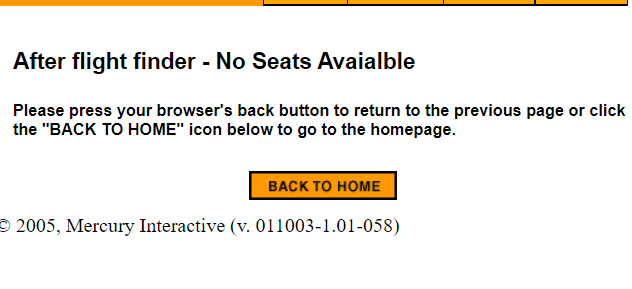 After flight finder - No Seats Avaialble
Please press your browser's back button to return to the previous page or click
the "BACK TO HOME" icon below to go to the homepage.
BACK TO HOME
© 2005, Mercury Interactive (v. 011003-1.01-058)